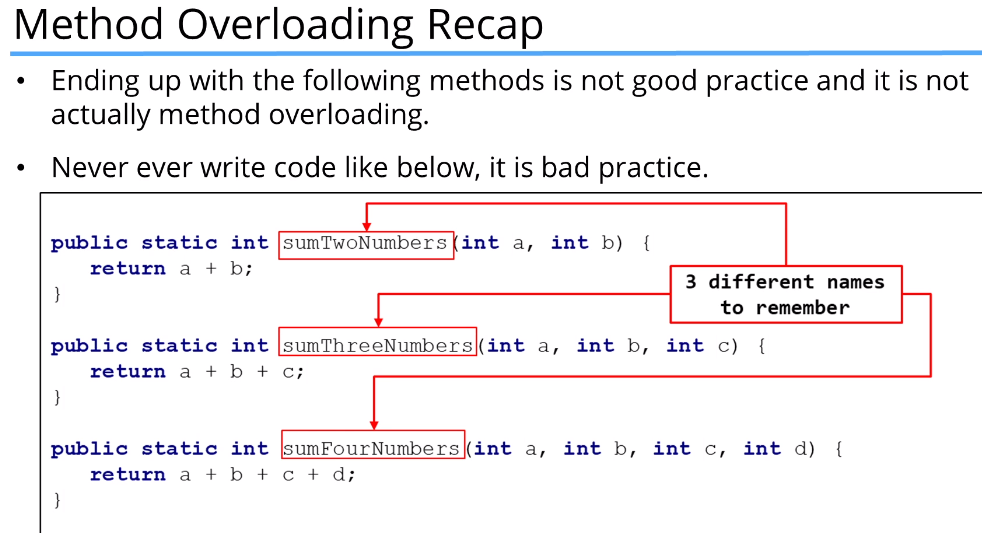 Method Overloading Recap
• Ending up with the following methods is not good practice and it is not
actually method overloading.
• Never ever write code like below, it is bad practice.
public static int sumTwoNumbers(int a, int b) {
return a + b;
}
3 different names
to remember
public static int sumThreeNumbers(int a, int b, int c) {
return a + b + c;
}
public static int sumFourNumbers(int a, int b, int c, int d) {
return a + b + c + d;
}